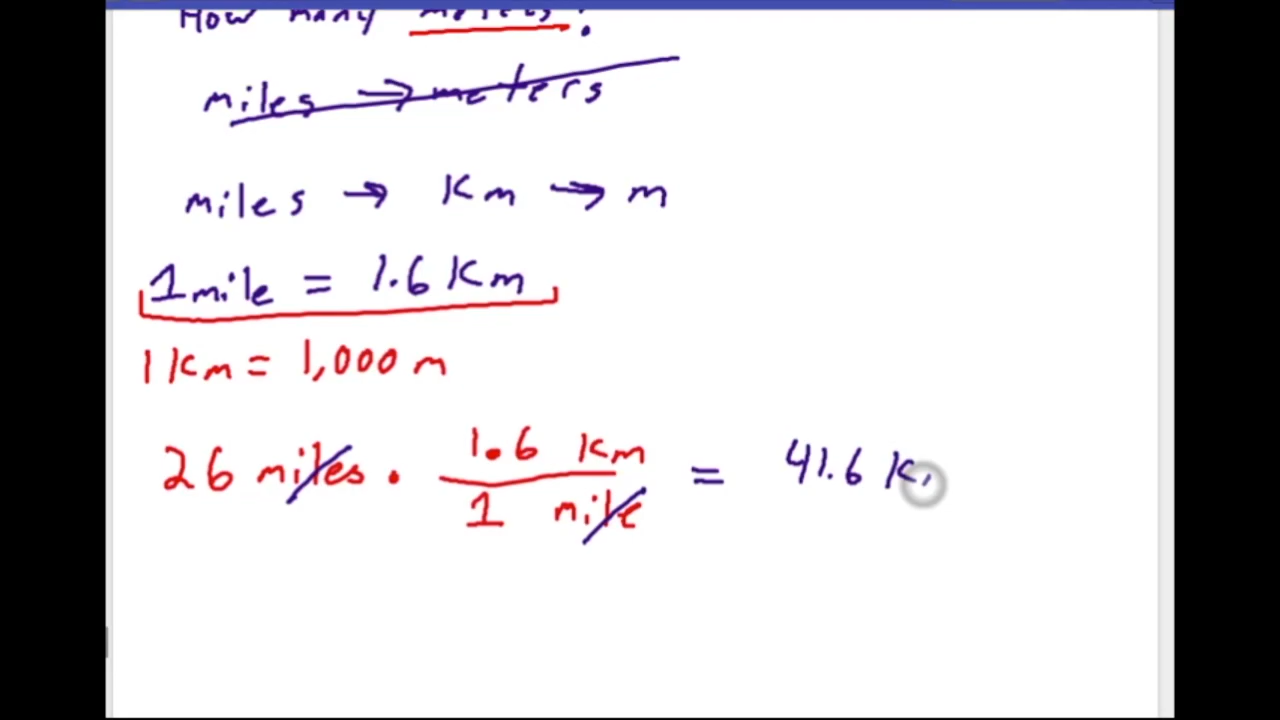 How many meters?
miles → meters
miles → Km → m
1 mile = 1.6 Km
1 Km = 1,000 m
26 miles · 1.6 Km / 1 mile = 41.6 K